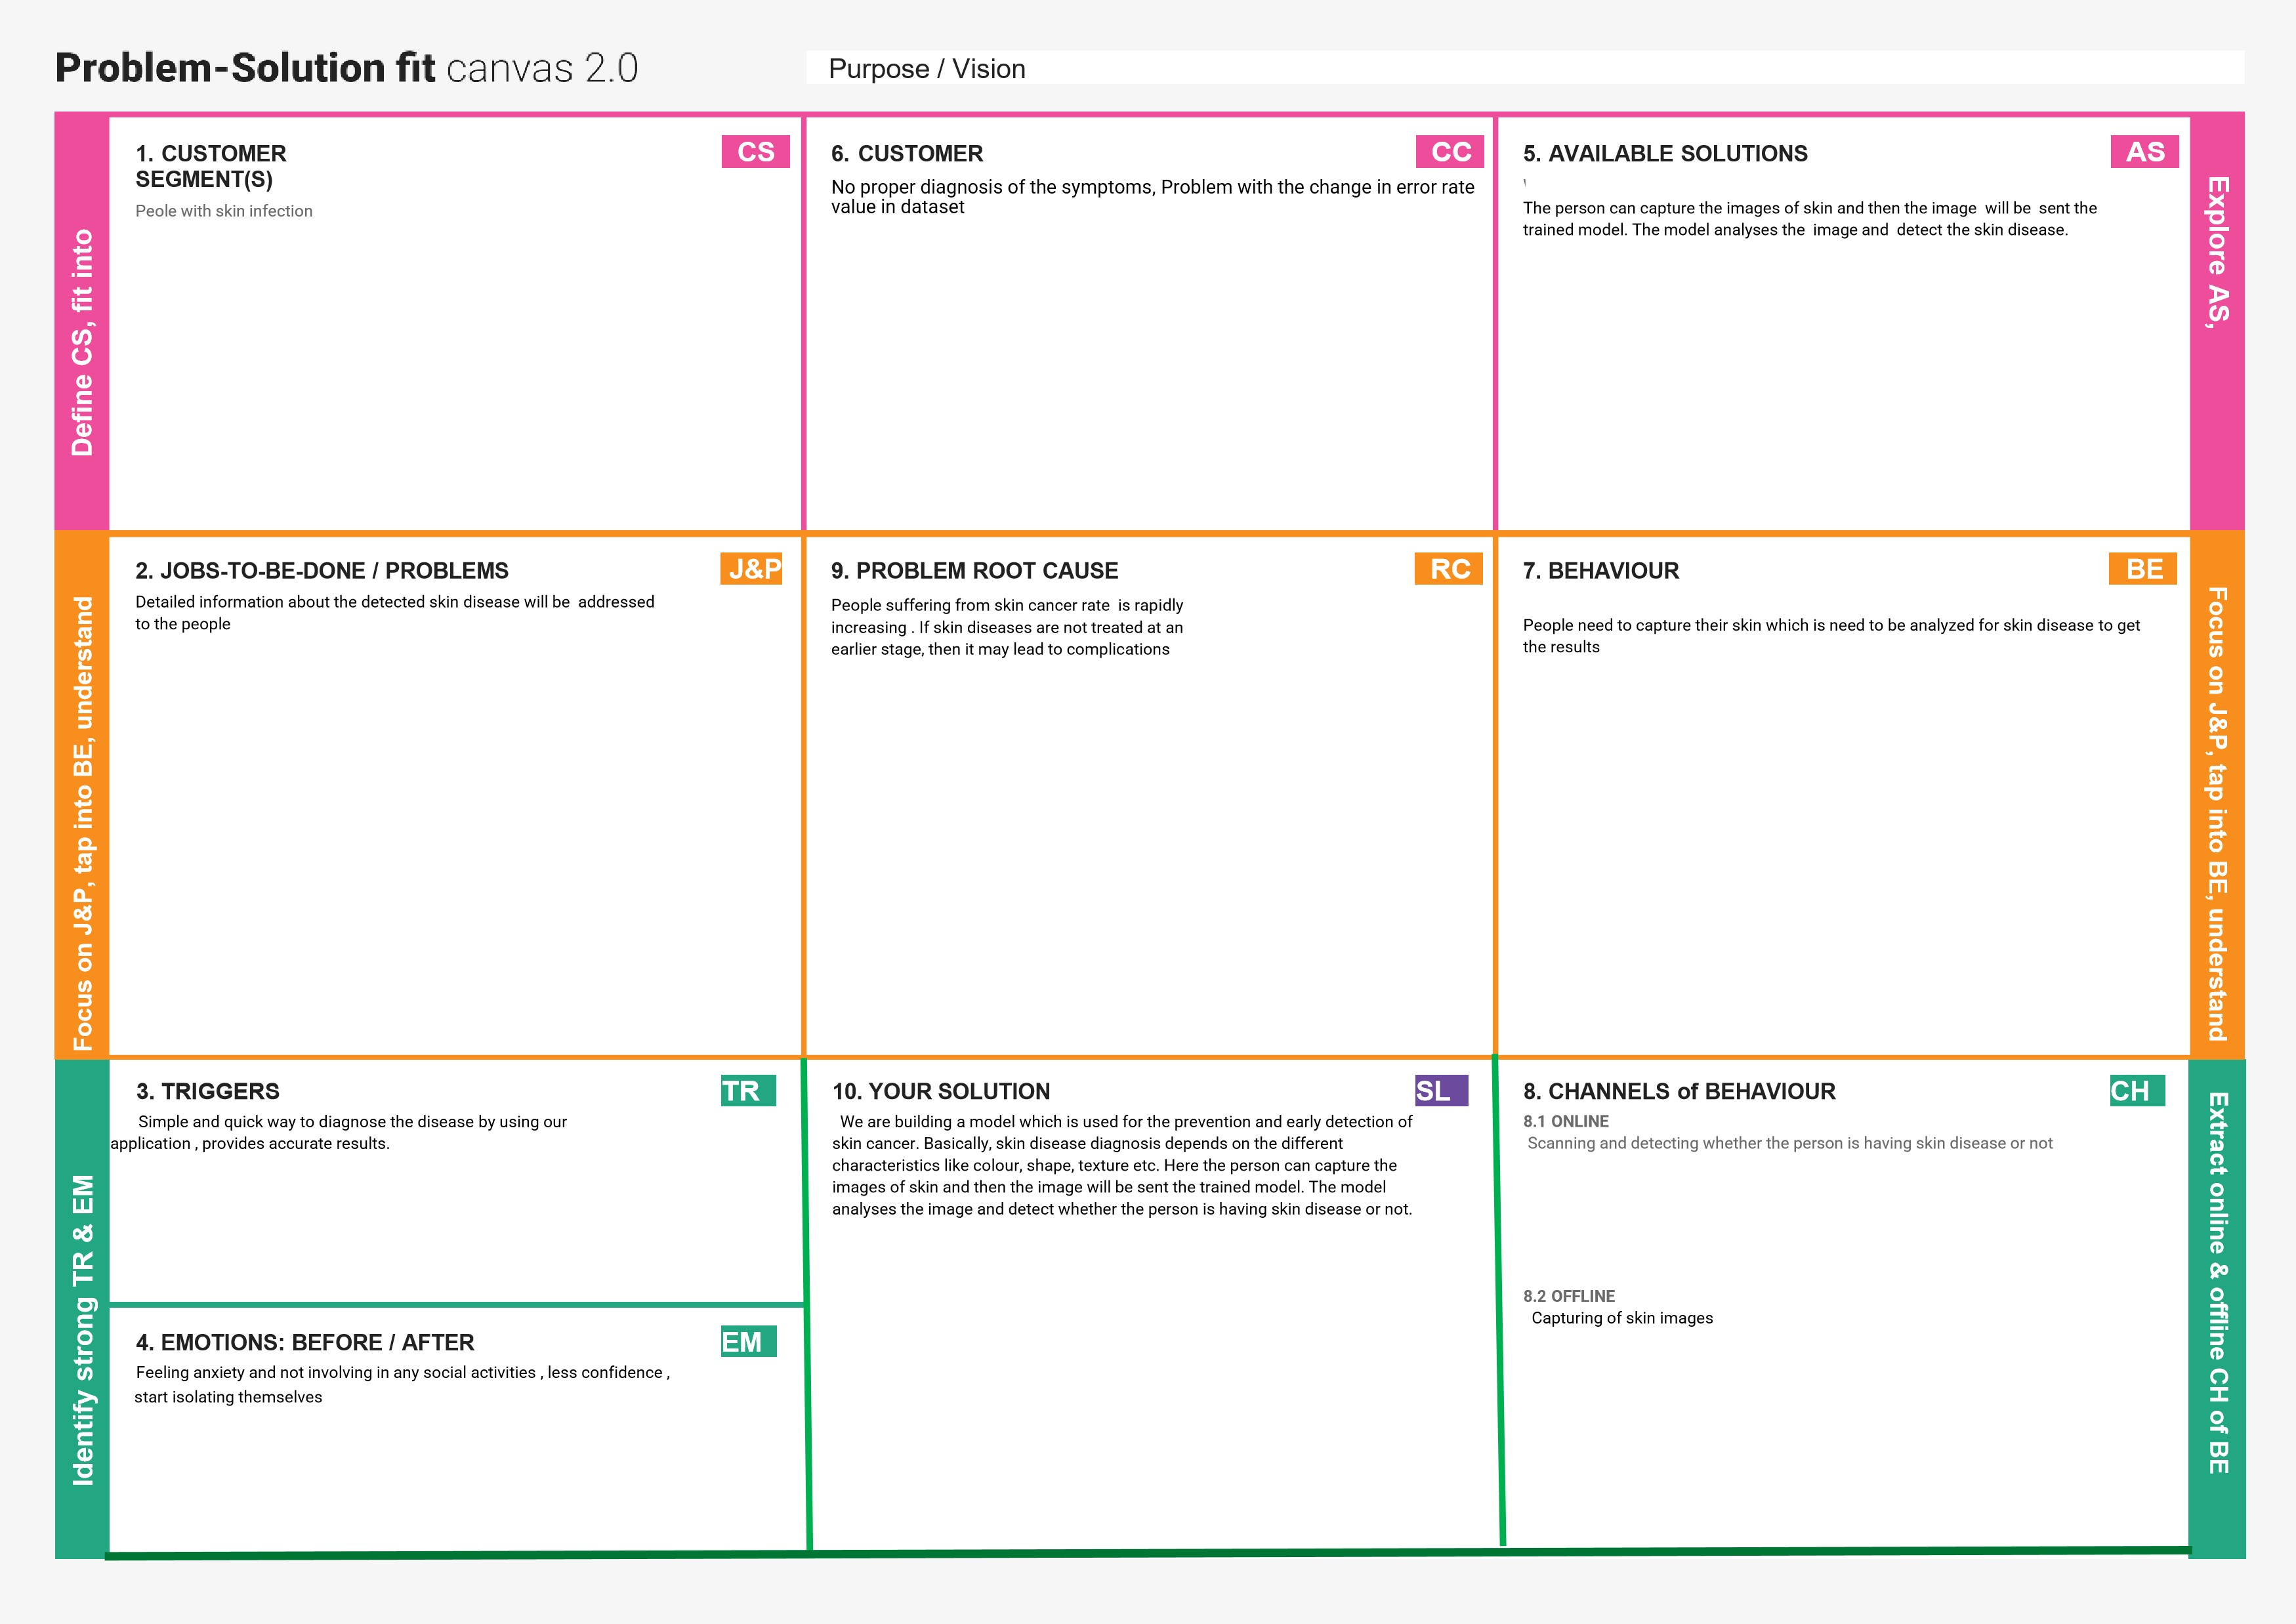 Problem-Solution fit canvas 2.0
Purpose / Vision
Define CS, fit into
1. CUSTOMER
SEGMENT(S)
CS
Peole with skin infection
6. CUSTOMER
CC
No proper diagnosis of the symptoms, Problem with the change in error rate
value in dataset
5. AVAILABLE SOLUTIONS
AS
The person can capture the images of skin and then the image will be sent the
trained model. The model analyses the image and detect the skin disease.
Explore AS,
Focus on J&P, tap into BE, understand
2. JOBS-TO-BE-DONE / PROBLEMS
J&P
Detailed information about the detected skin disease will be addressed
to the people
9. PROBLEM ROOT CAUSE
RC
People suffering from skin cancer rate is rapidly
increasing . If skin diseases are not treated at an
earlier stage, then it may lead to complications
7. BEHAVIOUR
BE
People need to capture their skin which is need to be analyzed for skin disease to get
the results
Focus on J&P, tap into BE, understand
Identify strong TR & EM
3. TRIGGERS
TR
Simple and quick way to diagnose the disease by using our
application , provides accurate results.
4. EMOTIONS: BEFORE / AFTER
EM
Feeling anxiety and not involving in any social activities , less confidence ,
start isolating themselves
10. YOUR SOLUTION
SL
We are building a model which is used for the prevention and early detection of
skin cancer. Basically, skin disease diagnosis depends on the different
characteristics like colour, shape, texture etc. Here the person can capture the
images of skin and then the image will be sent the trained model. The model
analyses the image and detect whether the person is having skin disease or not.
8. CHANNELS of BEHAVIOUR
CH
8.1 ONLINE
Scanning and detecting whether the person is having skin disease or not
8.2 OFFLINE
Capturing of skin images
Extract online & offline CH of BE